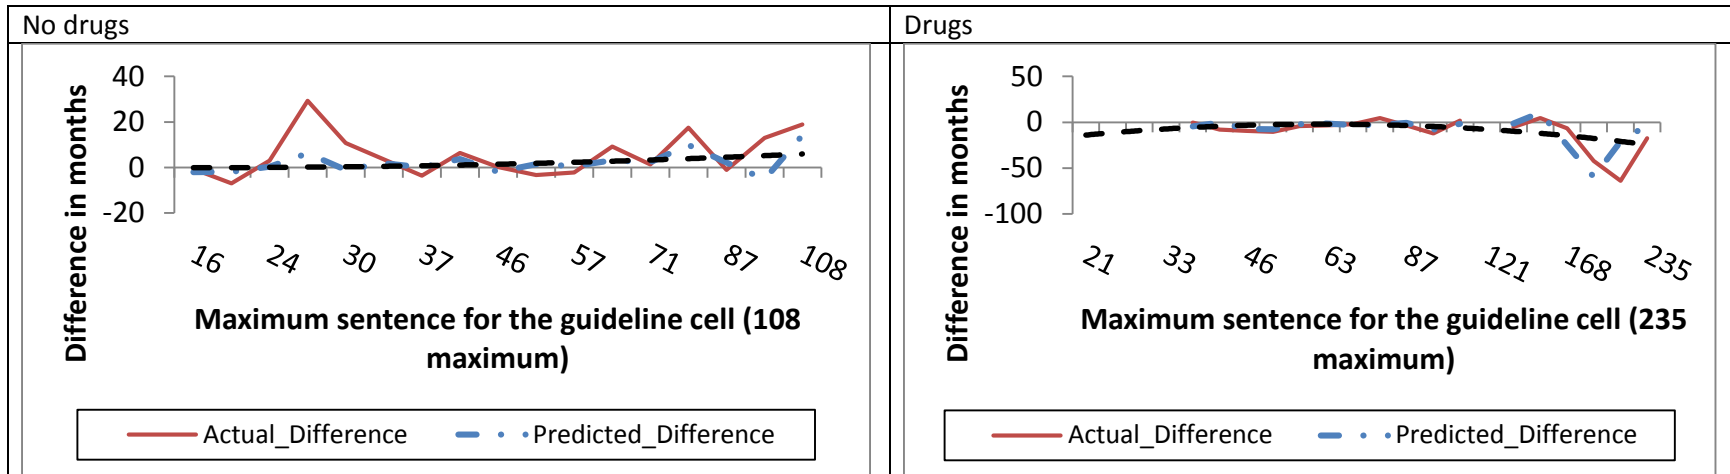 No drugs
Difference in months
40
20
0
-20
16 24 30 37 46 57 71 87 108
Maximum sentence for the guideline cell (108
maximum)
Actual_Difference Predicted_Difference
Drugs
Difference in months
50
0
-50
-100
21 33 46 63 87 121 168 235
Maximum sentence for the guideline cell (235
maximum)
Actual_Difference Predicted_Difference